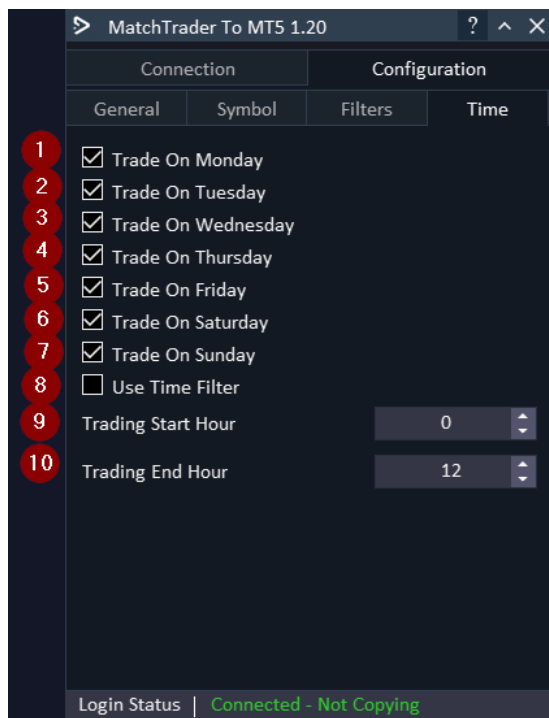 MatchTrader To MT5 1.20 ?
Connection Configuration
General Symbol Filters Time
1 Trade On Monday
2 Trade On Tuesday
3 Trade On Wednesday
4 Trade On Thursday
5 Trade On Friday
6 Trade On Saturday
7 Trade On Sunday
8 Use Time Filter
9 Trading Start Hour 0
10 Trading End Hour 12
Login Status | Connected - Not Copying